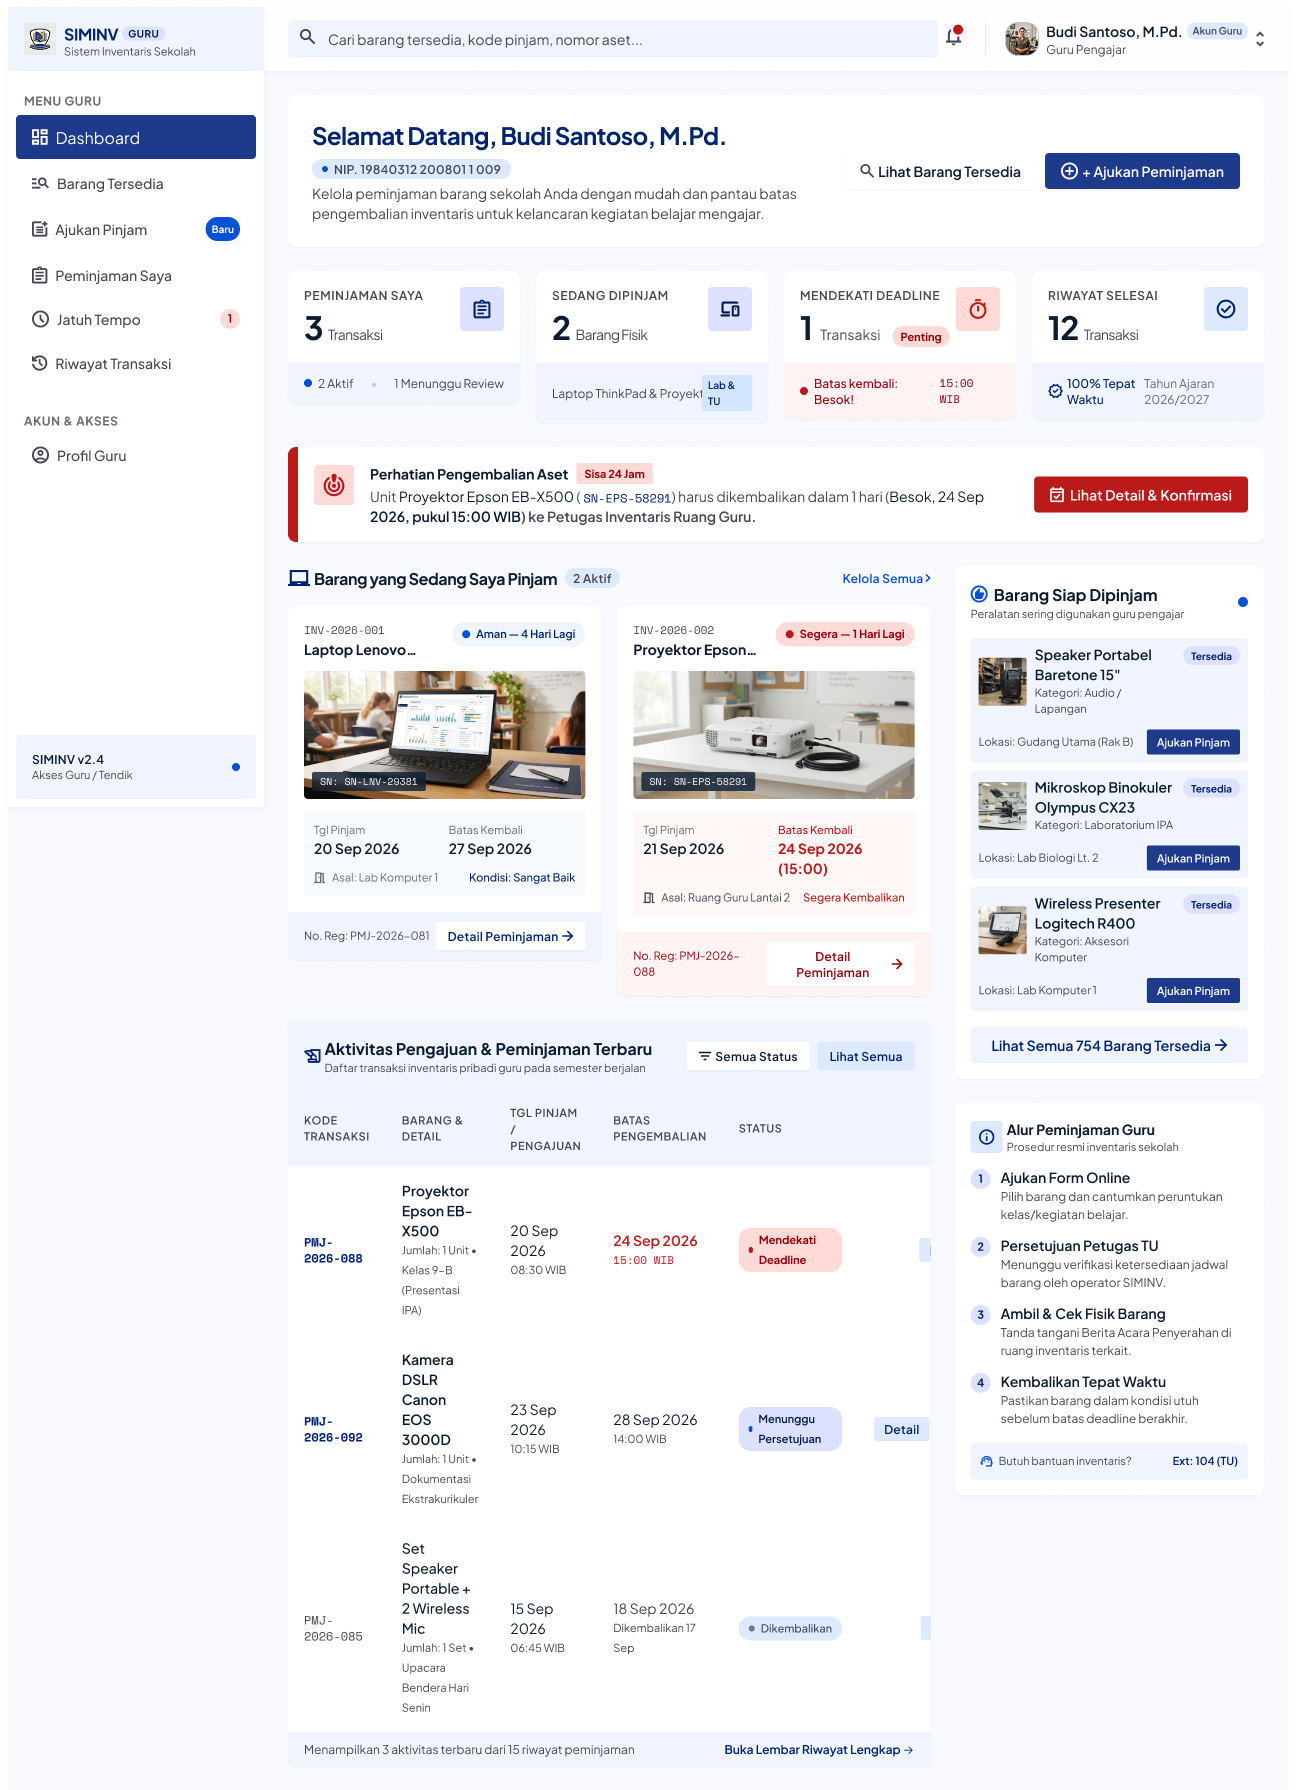 SIMINV GURU
Sistem Inventaris Sekolah
Cari barang tersedia, kode pinjam, nomor aset...
Budi Santoso, M.Pd. Akun Guru
Guru Pengajar
MENU GURU
Dashboard
Barang Tersedia
Ajukan Pinjam Baru
Peminjaman Saya
Jatuh Tempo 1
Riwayat Transaksi
AKUN & AKSES
Profil Guru
SIMINV v2.4
Akses Guru / Tendik
Selamat Datang, Budi Santoso, M.Pd.
NIP. 19840312 200801 1 009
Kelola peminjaman barang sekolah Anda dengan mudah dan pantau batas
pengembalian inventaris untuk kelancaran kegiatan belajar mengajar.
Lihat Barang Tersedia
+ Ajukan Peminjaman
PEMINJAMAN SAYA
3 Transaksi
2 Aktif • 1 Menunggu Review
SEDANG DIPINJAM
2 Barang Fisik
Laptop ThinkPad & Proyekt
Lab &
TU
MENDEKATI DEADLINE
1 Transaksi Penting
Batas kembali:
Besok!
15:00
WIB
RIWAYAT SELESAI
12 Transaksi
100% Tepat
Waktu
Tahun Ajaran
2026/2027
Perhatian Pengembalian Aset Sisa 24 Jam
Unit Proyektor Epson EB-X500 ( SN-EPS-58291) harus dikembalikan dalam 1 hari (Besok, 24 Sep
2026, pukul 15:00 WIB) ke Petugas Inventaris Ruang Guru.
Lihat Detail & Konfirmasi
Barang yang Sedang Saya Pinjam 2 Aktif
Kelola Semua
INV-2026-001
Laptop Lenovo…
Aman — 4 Hari Lagi
SN: SN-LNV-29381
Tgl Pinjam
20 Sep 2026
Batas Kembali
27 Sep 2026
Asal: Lab Komputer 1
Kondisi: Sangat Baik
No. Reg: PMJ-2026-081
Detail Peminjaman →
INV-2026-002
Proyektor Epson…
Segera — 1 Hari Lagi
EPSON
SN: SN-EPS-58291
Tgl Pinjam
21 Sep 2026
Batas Kembali
24 Sep 2026
(15:00)
Asal: Ruang Guru Lantai 2
Segera Kembalikan
No. Reg: PMJ-2026-
088
Detail
Peminjaman →
Aktivitas Pengajuan & Peminjaman Terbaru
Daftar transaksi inventaris pribadi guru pada semester berjalan
Semua Status
Lihat Semua
KODE
TRANSAKSI
BARANG &
DETAIL
TGL PINJAM
/
PENGAJUAN
BATAS
PENGEMBALIAN
STATUS
PMJ-
2026-088
Proyektor
Epson EB-
X500
Jumlah: 1 Unit •
Kelas 9-B
(Presentasi
IPA)
20 Sep
2026
08:30 WIB
24 Sep 2026
15:00 WIB
Mendekati
Deadline
PMJ-
2026-092
Kamera
DSLR
Canon
EOS
3000D
Jumlah: 1 Unit •
Dokumentasi
Ekstrakurikuler
23 Sep
2026
10:15 WIB
28 Sep 2026
14:00 WIB
Menunggu
Persetujuan
Detail
PMJ-
2026-085
Set
Speaker
Portable +
2 Wireless
Mic
Jumlah: 1 Set •
Upacara
Bendera Hari
Senin
15 Sep
2026
06:45 WIB
18 Sep 2026
Dikembalikan 17
Sep
Dikembalikan
Menampilkan 3 aktivitas terbaru dari 15 riwayat peminjaman
Buka Lembar Riwayat Lengkap →
Barang Siap Dipinjam
Peralatan sering digunakan guru pengajar
Speaker Portabel
Baretone 15"
Tersedia
Kategori: Audio /
Lapangan
Lokasi: Gudang Utama (Rak B)
Ajukan Pinjam
Mikroskop Binokuler
Olympus CX23
Tersedia
Kategori: Laboratorium IPA
Lokasi: Lab Biologi Lt. 2
Ajukan Pinjam
Wireless Presenter
Logitech R400
Tersedia
Kategori: Aksesori
Komputer
Lokasi: Lab Komputer 1
Ajukan Pinjam
Lihat Semua 754 Barang Tersedia →
Alur Peminjaman Guru
Prosedur resmi inventaris sekolah
1 Ajukan Form Online
Pilih barang dan cantumkan peruntukan
kelas/kegiatan belajar.
2 Persetujuan Petugas TU
Menunggu verifikasi ketersediaan jadwal
barang oleh operator SIMINV.
3 Ambil & Cek Fisik Barang
Tanda tangani Berita Acara Penyerahan di
ruang inventaris terkait.
4 Kembalikan Tepat Waktu
Pastikan barang dalam kondisi utuh
sebelum batas deadline berakhir.
Butuh bantuan inventaris?
Ext: 104 (TU)